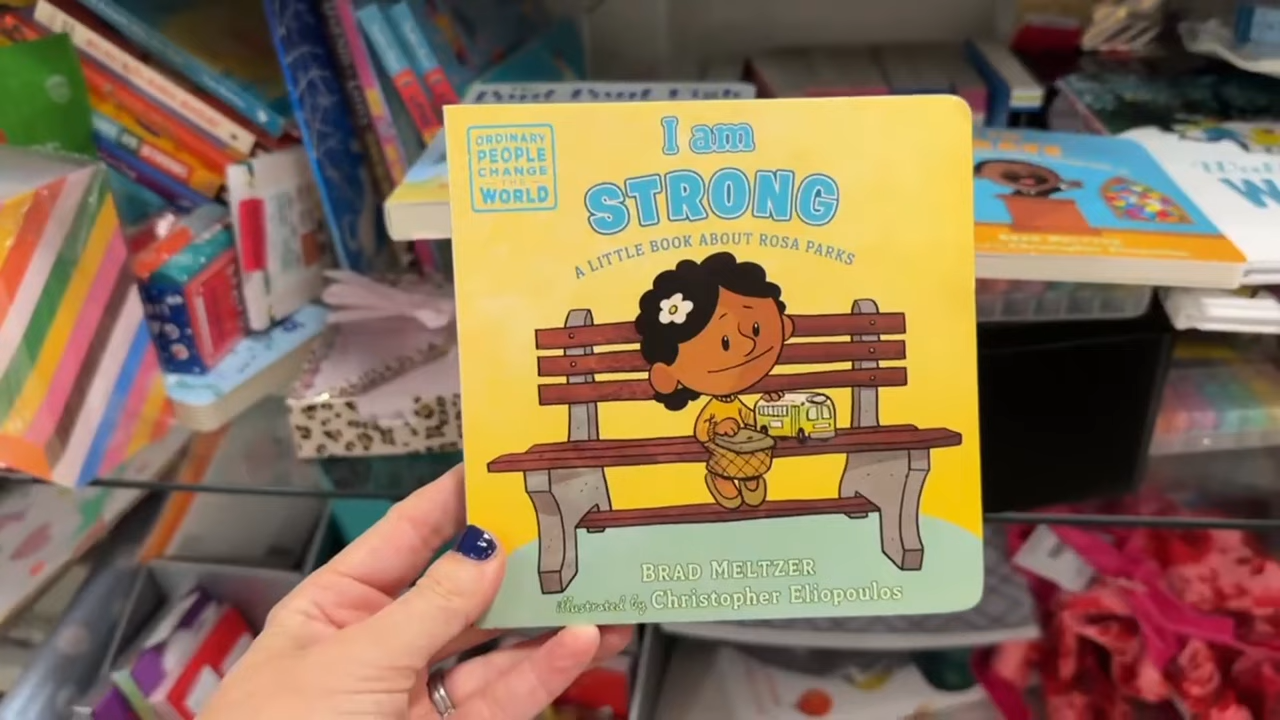 ORDINARY
PEOPLE
CHANGE
THE
WORLD
I am
STRONG
A LITTLE BOOK ABOUT ROSA PARKS
BRAD MELTZER
illustrated by Christopher Eliopoulos